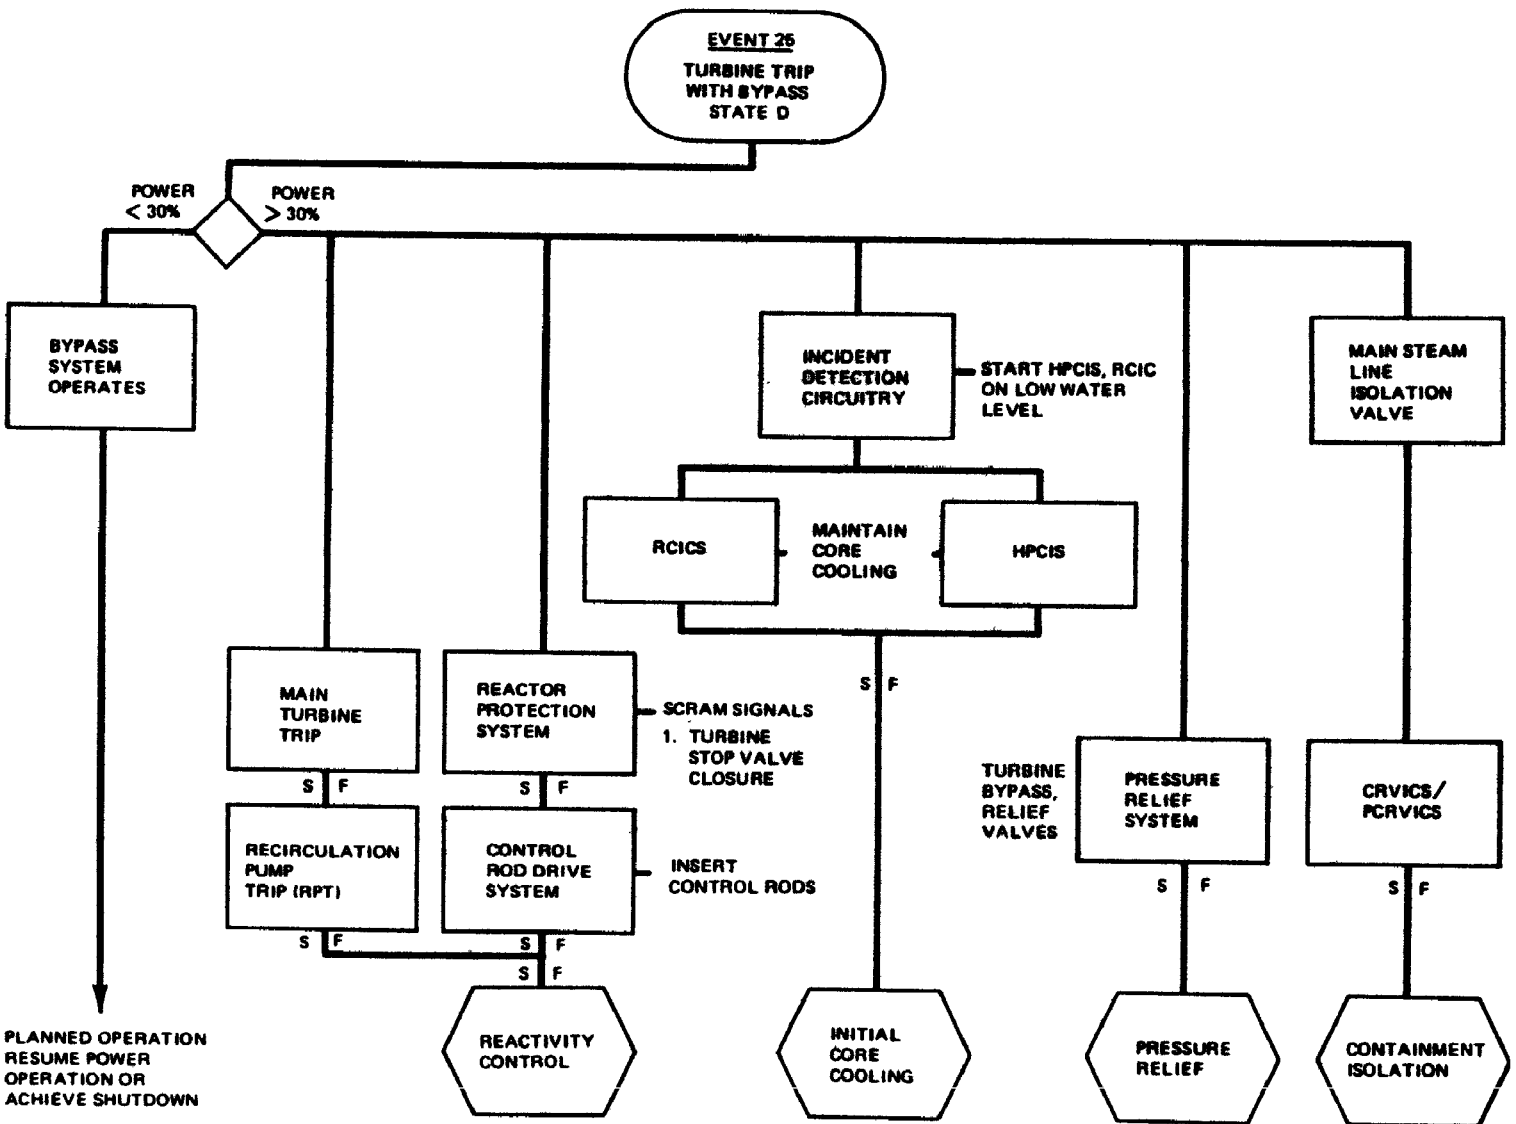 EVENT 25
TURBINE TRIP
WITH BYPASS
STATE D
POWER
< 30%
POWER
> 30%
BYPASS
SYSTEM
OPERATES
INCIDENT
DETECTION
CIRCUITRY
START HPCIS, RCIC
ON LOW WATER
LEVEL
MAIN STEAM
LINE
ISOLATION
VALVE
RCICS
MAINTAIN
CORE
COOLING
HPCIS
S F
MAIN
TURBINE
TRIP
REACTOR
PROTECTION
SYSTEM
SCRAM SIGNALS
1. TURBINE
STOP VALVE
CLOSURE
TURBINE
BYPASS,
RELIEF
VALVES
PRESSURE
RELIEF
SYSTEM
CRVICS/
PCRVICS
S F
S F
RECIRCULATION
PUMP
TRIP (RPT)
CONTROL
ROD DRIVE
SYSTEM
INSERT
CONTROL RODS
S F
S F
S F
S F
S F
PLANNED OPERATION
RESUME POWER
OPERATION OR
ACHIEVE SHUTDOWN
REACTIVITY
CONTROL
INITIAL
CORE
COOLING
PRESSURE
RELIEF
CONTAINMENT
ISOLATION